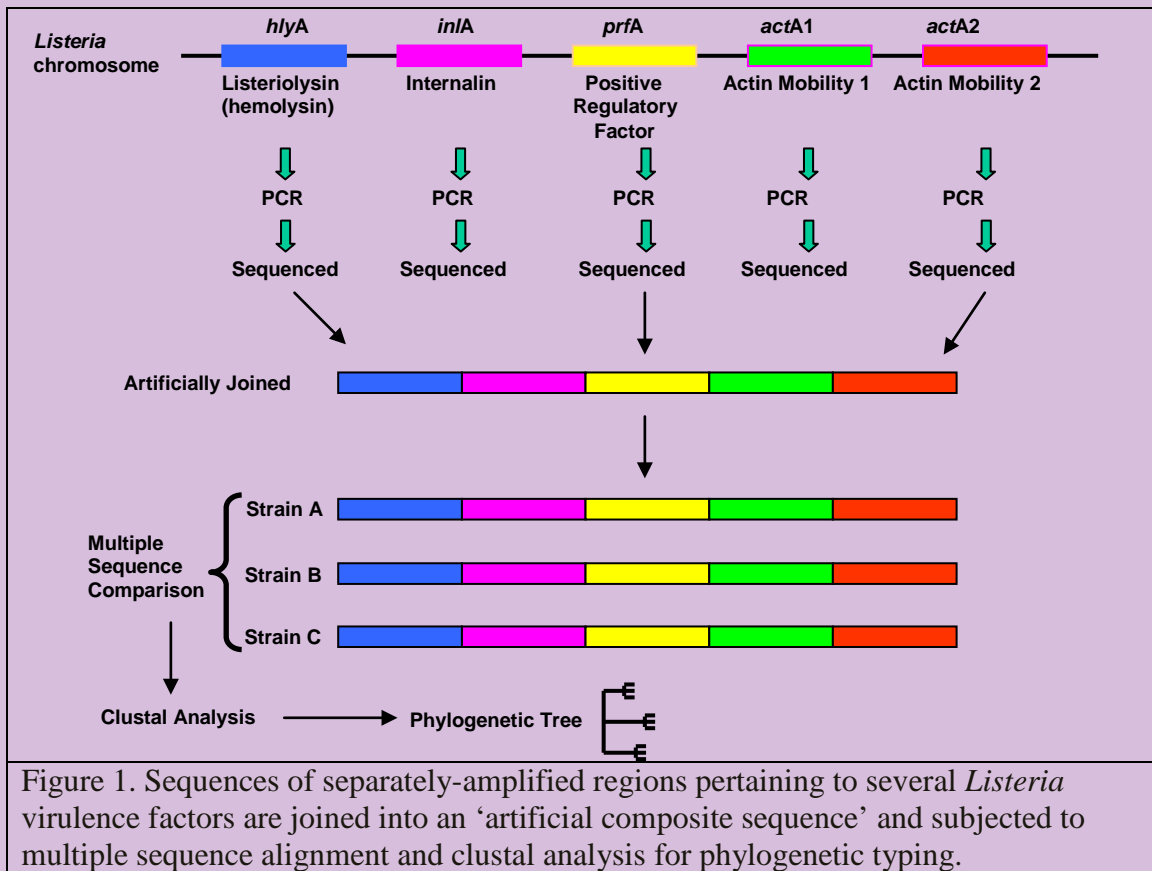 hlyA inlA prfA actA1 actA2
Listeria
chromosome
Listeriolysin
(hemolysin)
Internalin
Positive
Regulatory
Factor
Actin Mobility 1
Actin Mobility 2
PCR PCR PCR PCR PCR
Sequenced Sequenced Sequenced Sequenced Sequenced
Artificially Joined
Strain A
Multiple
Sequence
Comparison
Strain B
Strain C
Clustal Analysis
Phylogenetic Tree
Figure 1. Sequences of separately-amplified regions pertaining to several Listeria
virulence factors are joined into an ‘artificial composite sequence’ and subjected to
multiple sequence alignment and clustal analysis for phylogenetic typing.